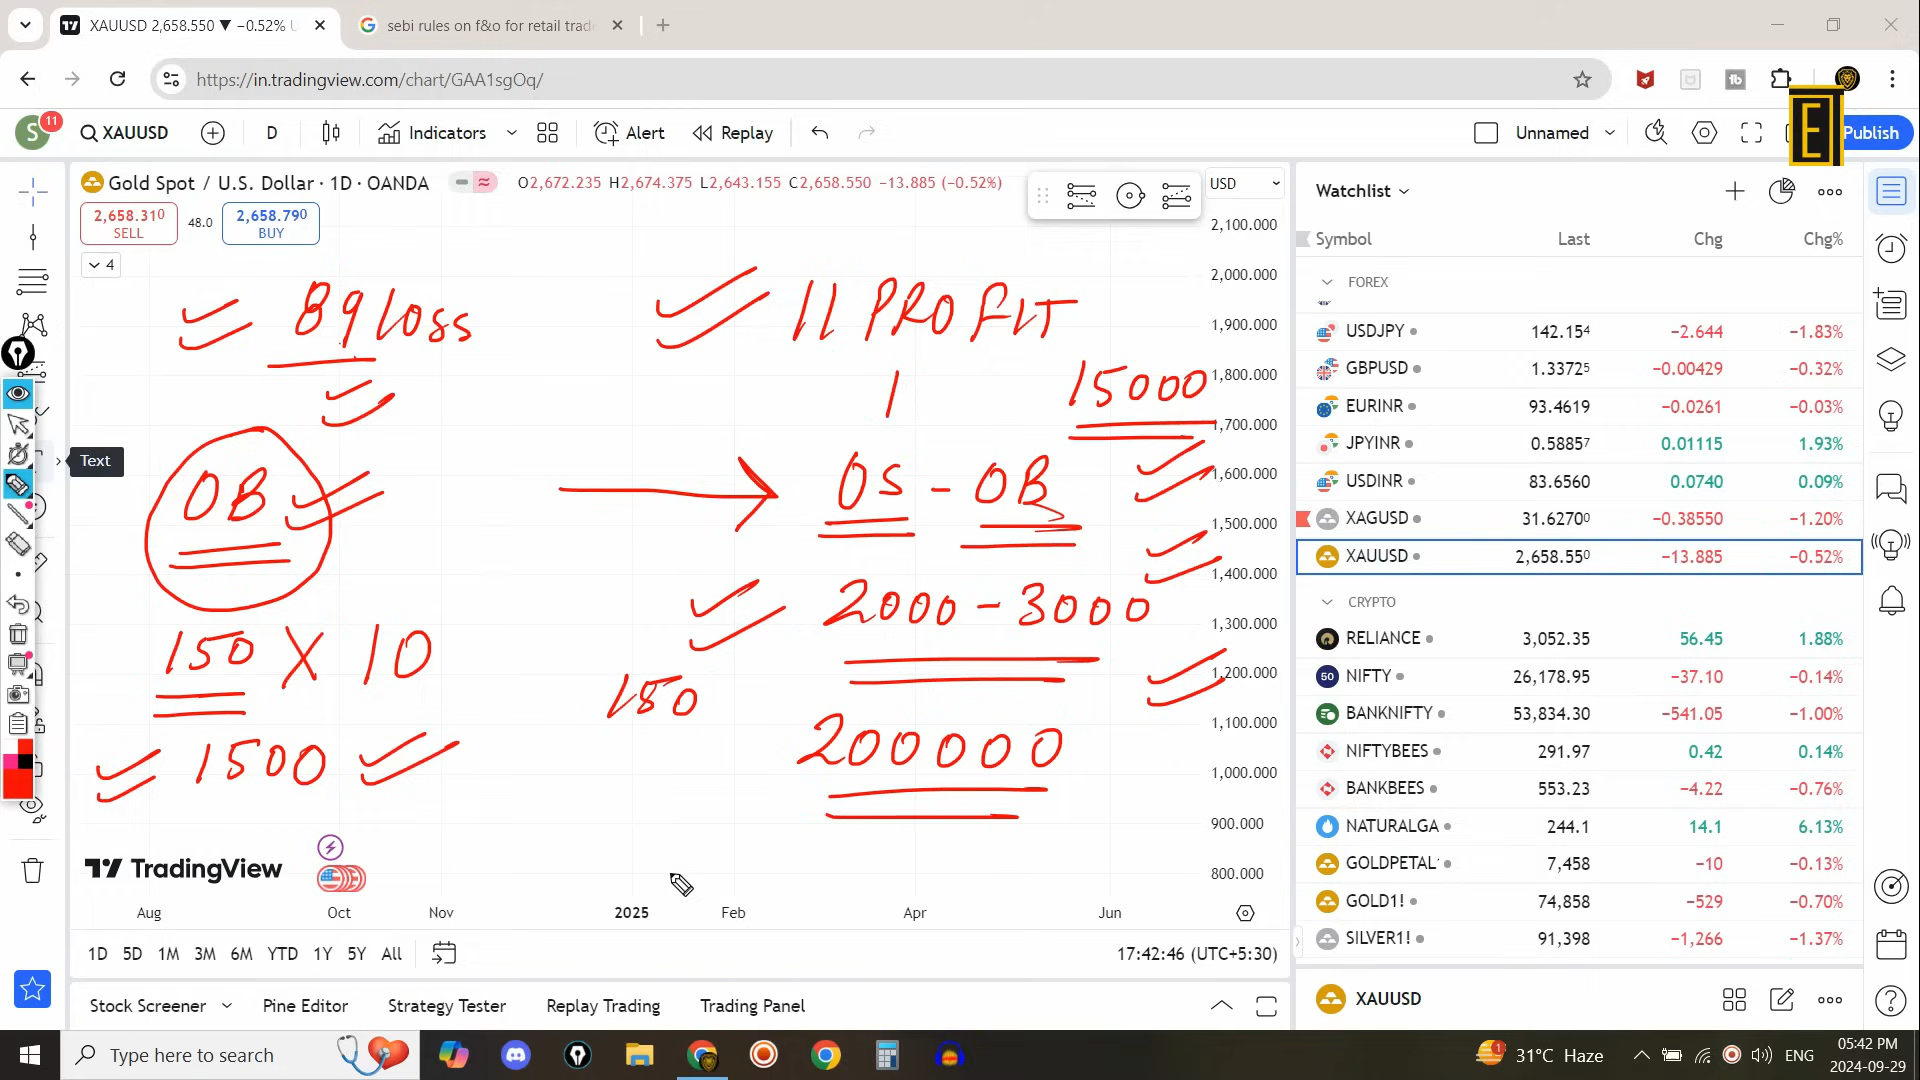 XAUUSD 2,658.550 ▼ −0.52% U
sebi rules on f&o for retail trad
https://in.tradingview.com/chart/GAA1sgOq/
S 11
XAUUSD
D
Indicators
Alert
Replay
Unnamed
E
Publish
Gold Spot / U.S. Dollar · 1D · OANDA
O2,672.235 H2,674.375 L2,643.155 C2,658.550 −13.885 (−0.52%)
USD
2,658.310
SELL
48.0
2,658.790
BUY
4
89 loss
11 PROFIT
1
15000
OB
OS - OB
150 X 10
2000 - 3000
150
1500
200000
Text
2,100.000
2,000.000
1,900.000
1,800.000
1,700.000
1,600.000
1,500.000
1,400.000
1,300.000
1,200.000
1,100.000
1,000.000
900.000
800.000
TradingView
Aug Oct Nov 2025 Feb Apr Jun
1D 5D 1M 3M 6M YTD 1Y 5Y All
17:42:46 (UTC+5:30)
Stock Screener Pine Editor Strategy Tester Replay Trading Trading Panel
Watchlist
Symbol Last Chg Chg%
FOREX
USDJPY 142.154 −2.644 −1.83%
GBPUSD 1.33725 −0.00429 −0.32%
EURINR 93.4619 −0.0261 −0.03%
JPYINR 0.58857 0.01115 1.93%
USDINR 83.6560 0.0740 0.09%
XAGUSD 31.62700 −0.38550 −1.20%
XAUUSD 2,658.550 −13.885 −0.52%
CRYPTO
RELIANCE 3,052.35 56.45 1.88%
50 NIFTY 26,178.95 −37.10 −0.14%
BANKNIFTY 53,834.30 −541.05 −1.00%
NIFTYBEES 291.97 0.42 0.14%
BANKBEES 553.23 −4.22 −0.76%
NATURALGA 244.1 14.1 6.13%
GOLDPETAL 7,458 −10 −0.13%
GOLD1! 74,858 −529 −0.70%
SILVER1! 91,398 −1,266 −1.37%
XAUUSD
Type here to search
1
31°C Haze
ENG
05:42 PM
2024-09-29